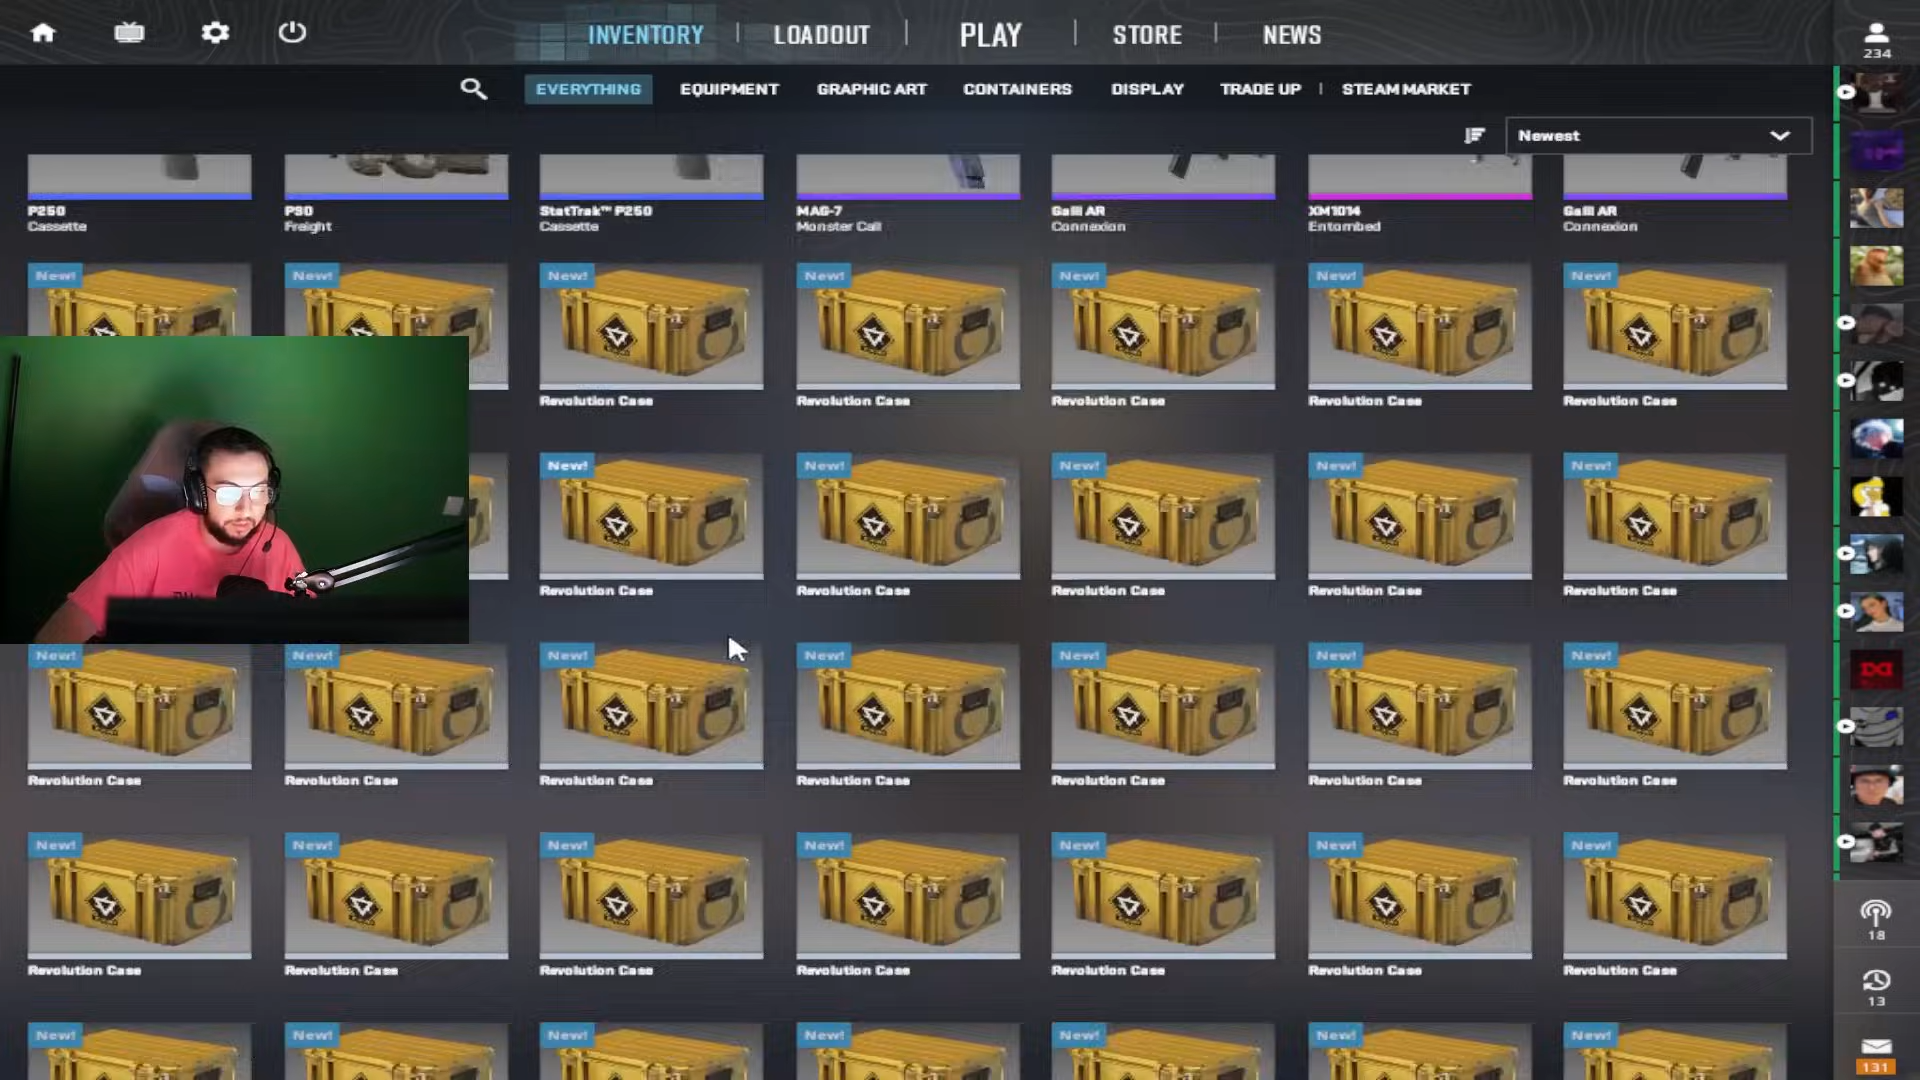 INVENTORY | LOADOUT | PLAY | STORE | NEWS
234
EVERYTHING EQUIPMENT GRAPHIC ART CONTAINERS DISPLAY TRADE UP | STEAM MARKET
Newest
P250 P90 StatTrak™ P250 MAG-7 Galil AR XM1014 Galil AR
Cassette Freight Cassette Monster Call Connexion Entombed Connexion
New! New! New! New! New! New! New!
Revolution Case Revolution Case Revolution Case Revolution Case Revolution Case
New! New! New! New! New!
Revolution Case Revolution Case Revolution Case Revolution Case Revolution Case
New! New! New! New! New! New! New!
Revolution Case Revolution Case Revolution Case Revolution Case Revolution Case Revolution Case Revolution Case
New! New! New! New! New! New! New!
18
Revolution Case Revolution Case Revolution Case Revolution Case Revolution Case Revolution Case Revolution Case
13
New! New! New! New! New! New! New!
131